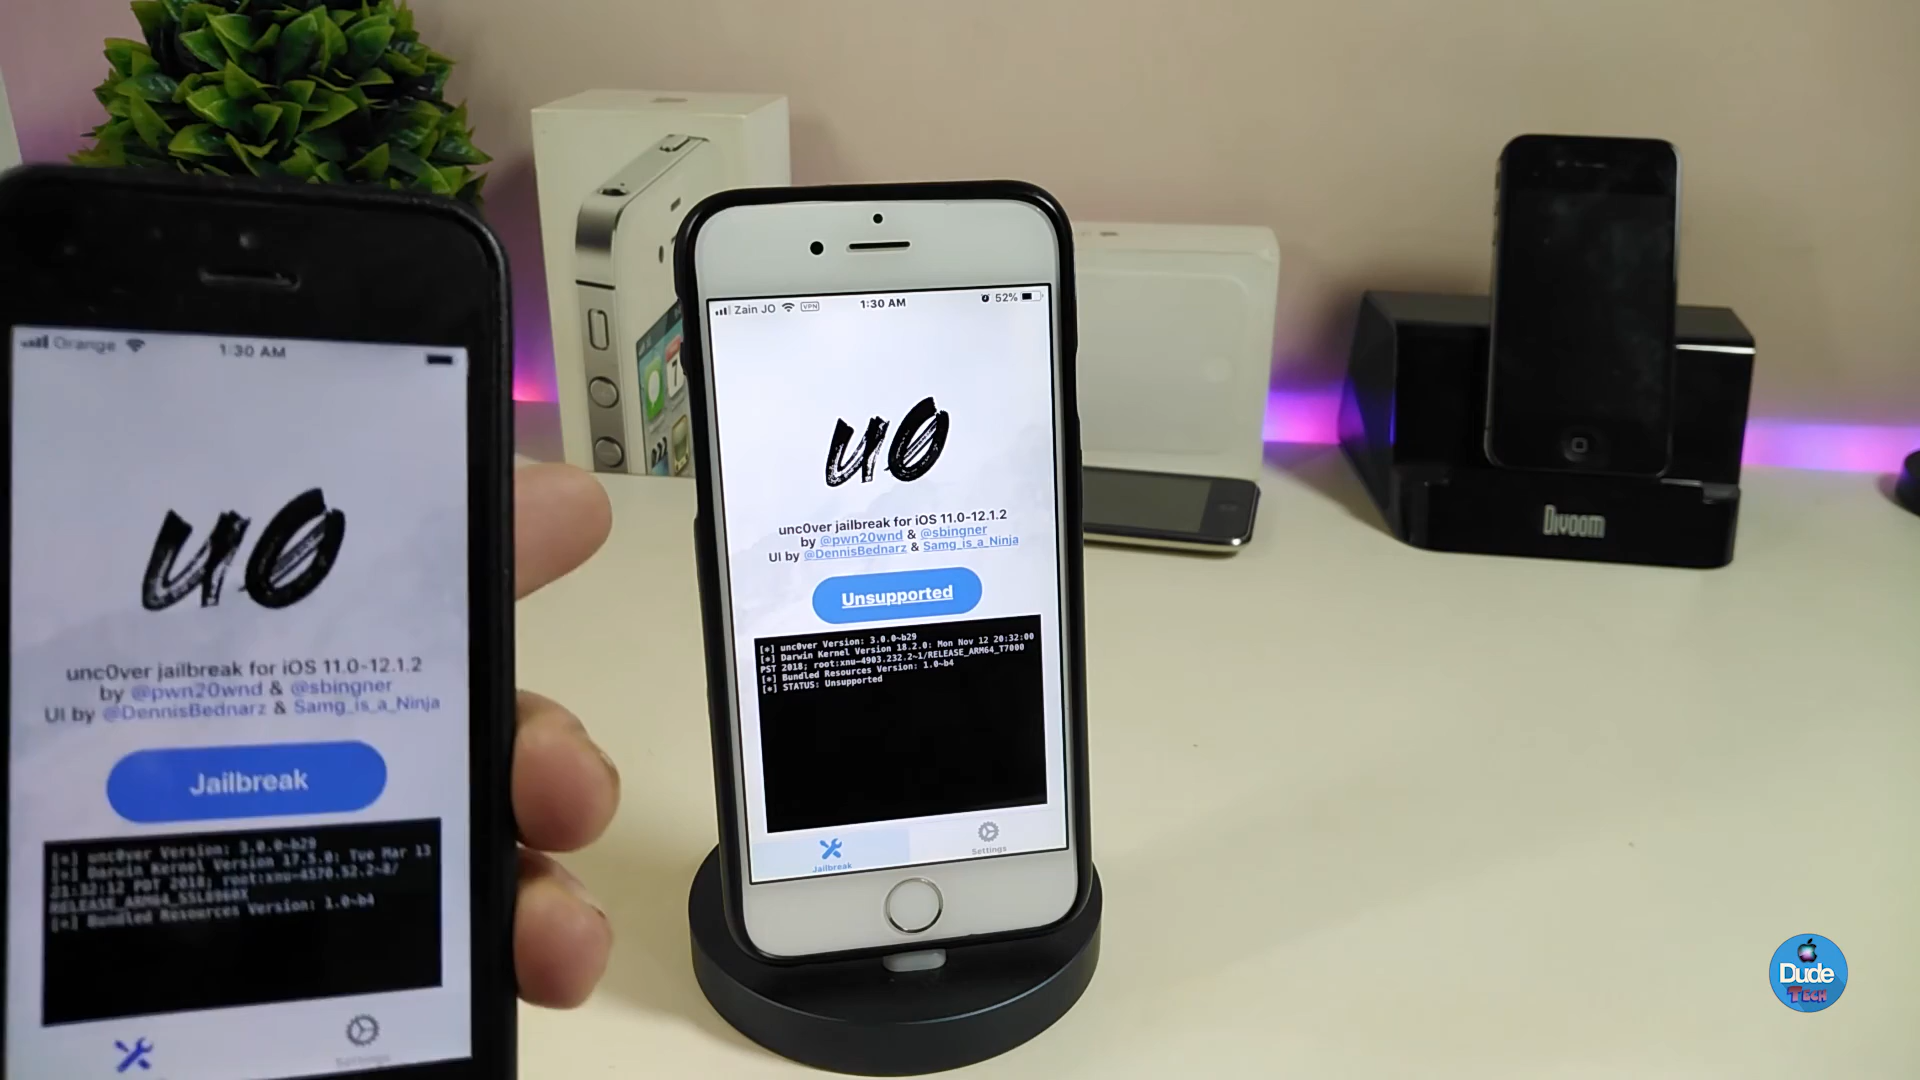 Orange 1:30 AM
unc0ver jailbreak for iOS 11.0-12.1.2
by @pwn20wnd & @sbingner
UI by @DennisBednarz & Samg_is_a_Ninja
Jailbreak
[*] unc0ver Version: 3.0.0~b29
[*] Darwin Kernel Version 17.5.0: Tue Mar 13
21:32:12 PDT 2018; root:xnu-4570.52.2~8/
RELEASE_ARM64_S5L8960X
[*] Bundled Resources Version: 1.0~b4
Settings
Zain JO VPN 1:30 AM 52%
unc0ver jailbreak for iOS 11.0-12.1.2
by @pwn20wnd & @sbingner
UI by @DennisBednarz & Samg_is_a_Ninja
Unsupported
[*] unc0ver Version: 3.0.0~b29
[*] Darwin Kernel Version 18.2.0: Mon Nov 12 20:32:00
PST 2018; root:xnu-4903.232.2~1/RELEASE_ARM64_T7000
[*] Bundled Resources Version: 1.0~b4
[*] STATUS: Unsupported
Jailbreak Settings
Divoom
Dude
TECH